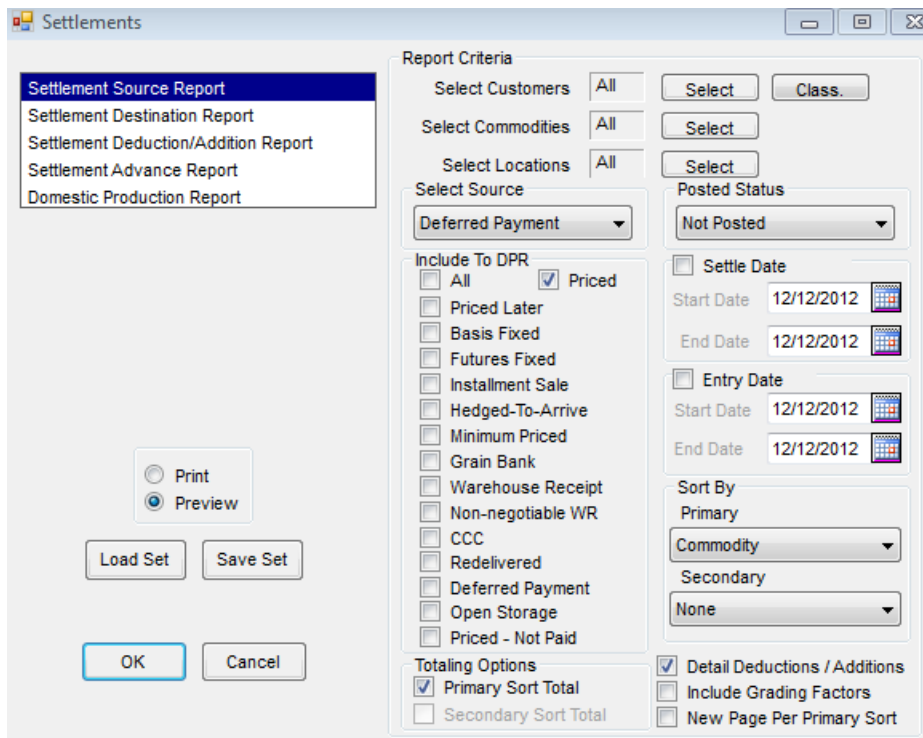 Settlements
Settlement Source Report
Settlement Destination Report
Settlement Deduction/Addition Report
Settlement Advance Report
Domestic Production Report
Print
Preview
Load Set Save Set
OK Cancel
Report Criteria
Select Customers All Select Class.
Select Commodities All Select
Select Locations All Select
Select Source
Deferred Payment
Posted Status
Not Posted
Include To DPR
All Priced
Priced Later
Basis Fixed
Futures Fixed
Installment Sale
Hedged-To-Arrive
Minimum Priced
Grain Bank
Warehouse Receipt
Non-negotiable WR
CCC
Redelivered
Deferred Payment
Open Storage
Priced - Not Paid
Settle Date
Start Date 12/12/2012
End Date 12/12/2012
Entry Date
Start Date 12/12/2012
End Date 12/12/2012
Sort By
Primary
Commodity
Secondary
None
Totaling Options
Primary Sort Total
Secondary Sort Total
Detail Deductions / Additions
Include Grading Factors
New Page Per Primary Sort